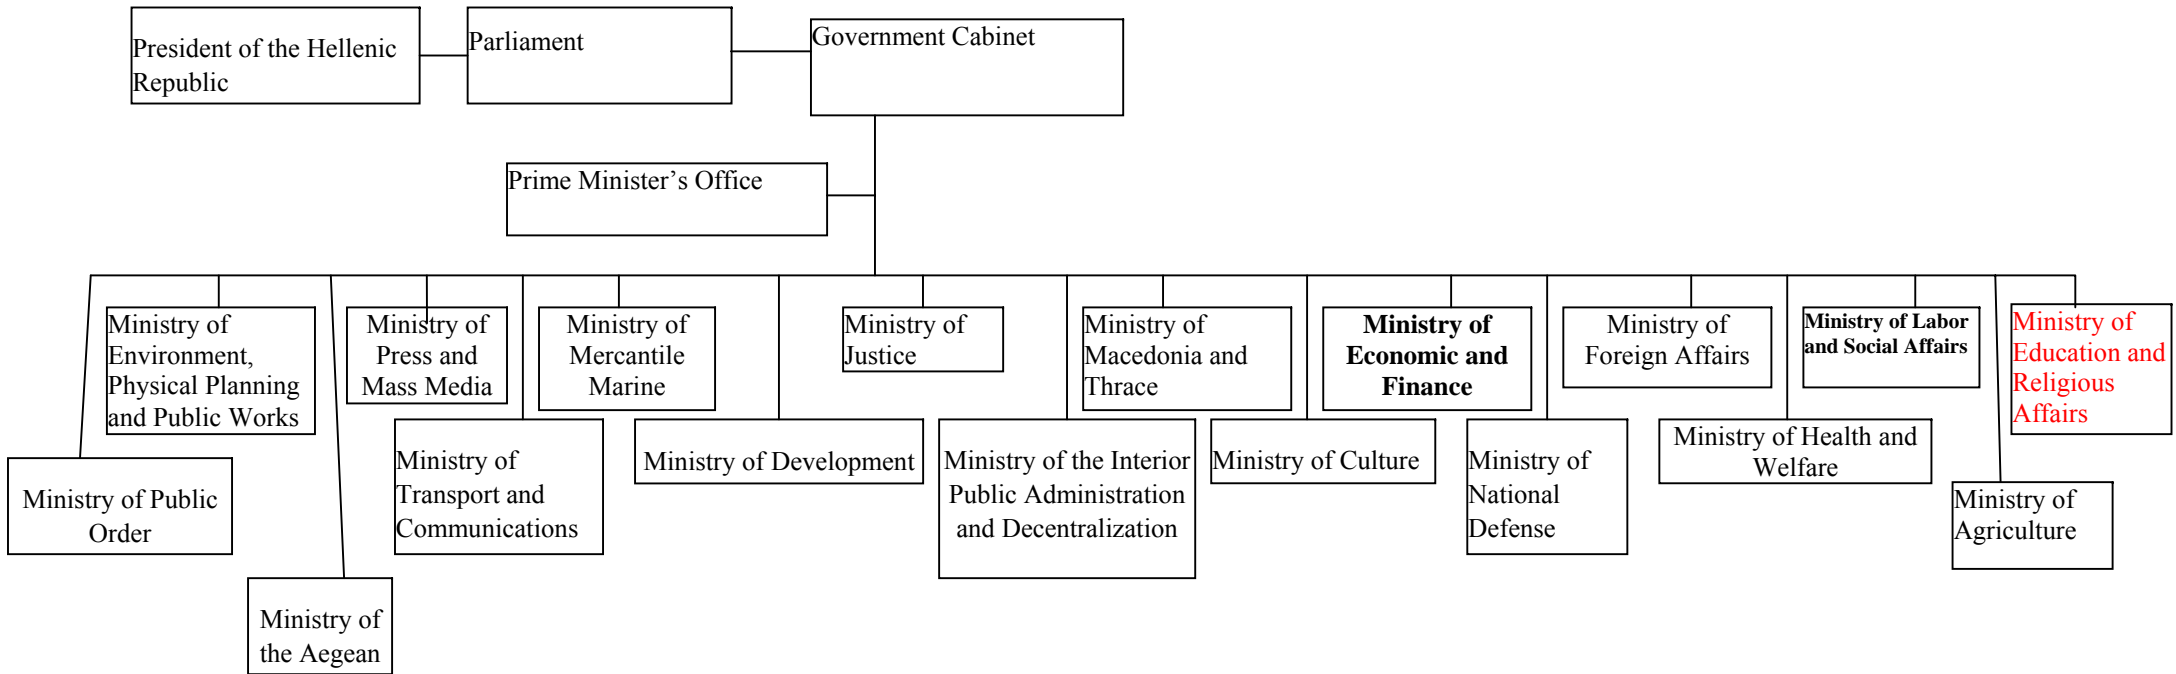 President of the Hellenic
Republic
Parliament
Government Cabinet
Prime Minister’s Office
Ministry of
Environment,
Physical Planning
and Public Works
Ministry of
Press and
Mass Media
Ministry of
Mercantile
Marine
Ministry of
Justice
Ministry of
Macedonia and
Thrace
Ministry of
Economic and
Finance
Ministry of
Foreign Affairs
Ministry of Labor
and Social Affairs
Ministry of
Education and
Religious
Affairs
Ministry of Public
Order
Ministry of
the Aegean
Ministry of
Transport and
Communications
Ministry of Development
Ministry of the Interior
Public Administration
and Decentralization
Ministry of Culture
Ministry of
National
Defense
Ministry of Health and
Welfare
Ministry of
Agriculture